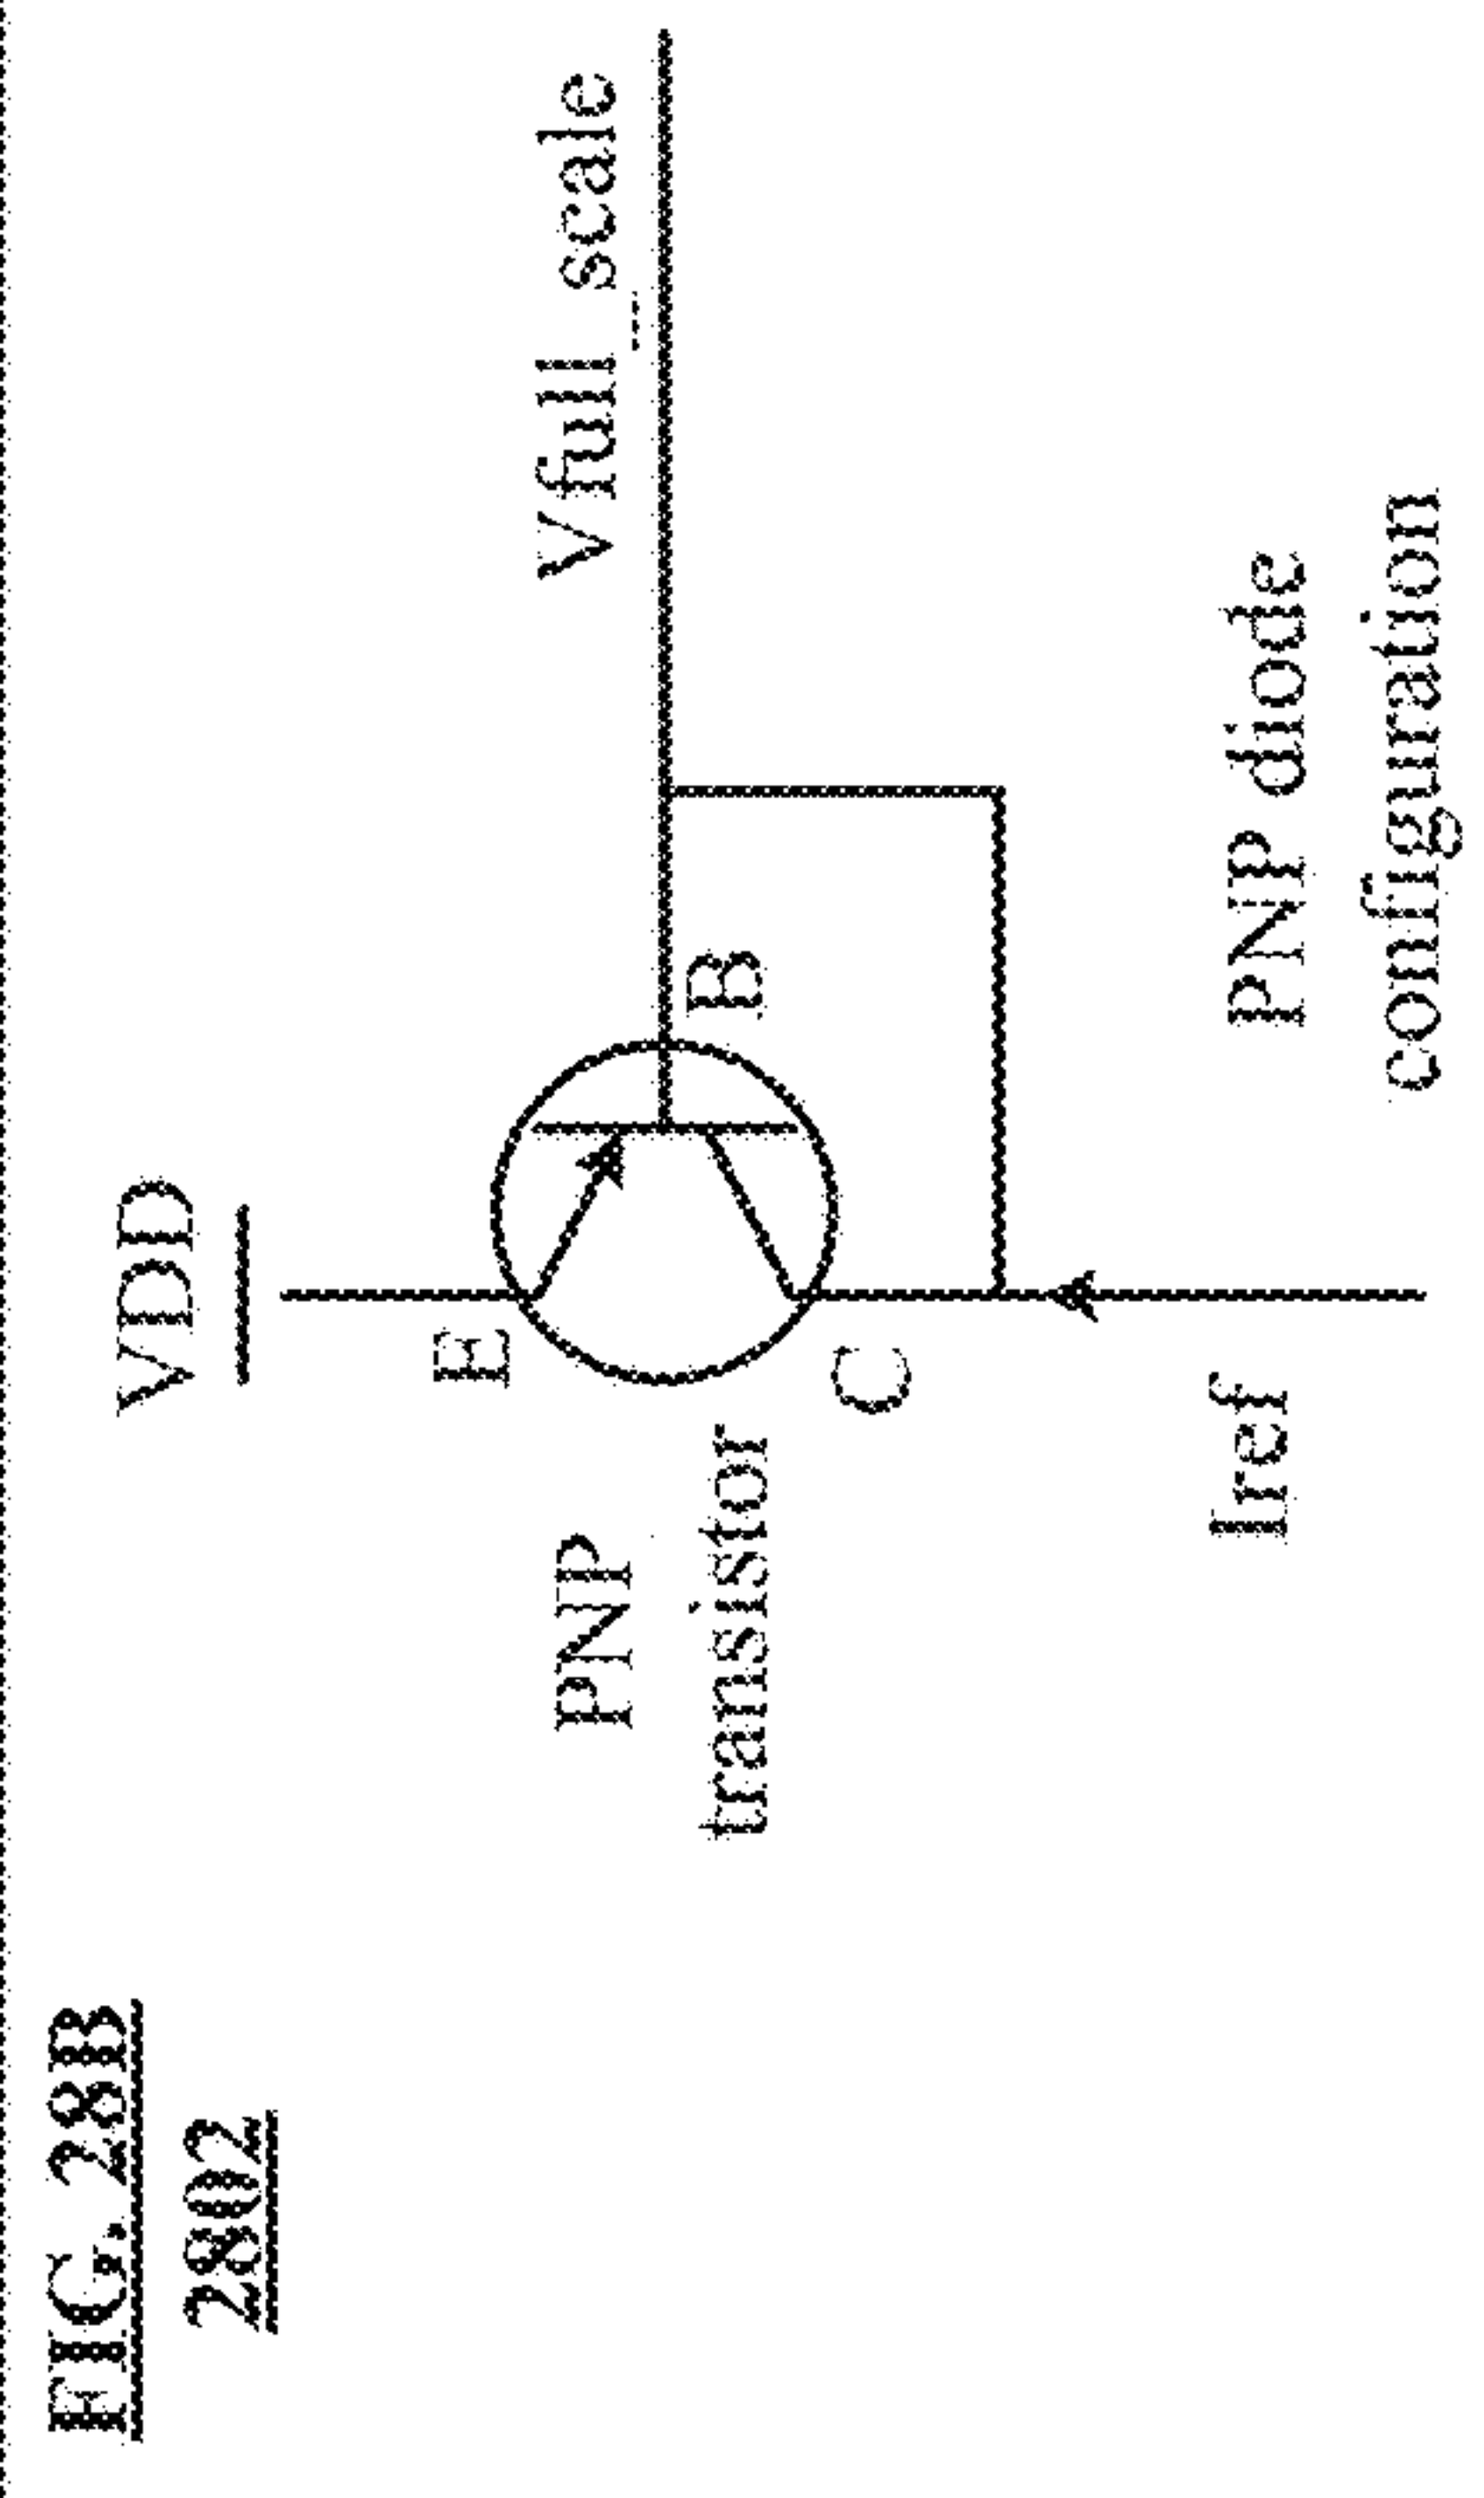 FIG. 28B
2802
VDD
E
Vfull_scale
PNP
transistor
B
C
Iref
PNP diode
configuration